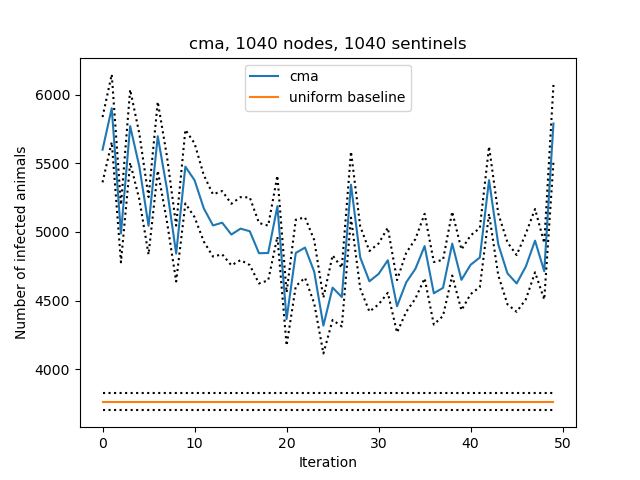 cma, 1040 nodes, 1040 sentinels
cma
uniform baseline
6000
5500
5000
4500
4000
Number of infected animals
0 10 20 30 40 50
Iteration